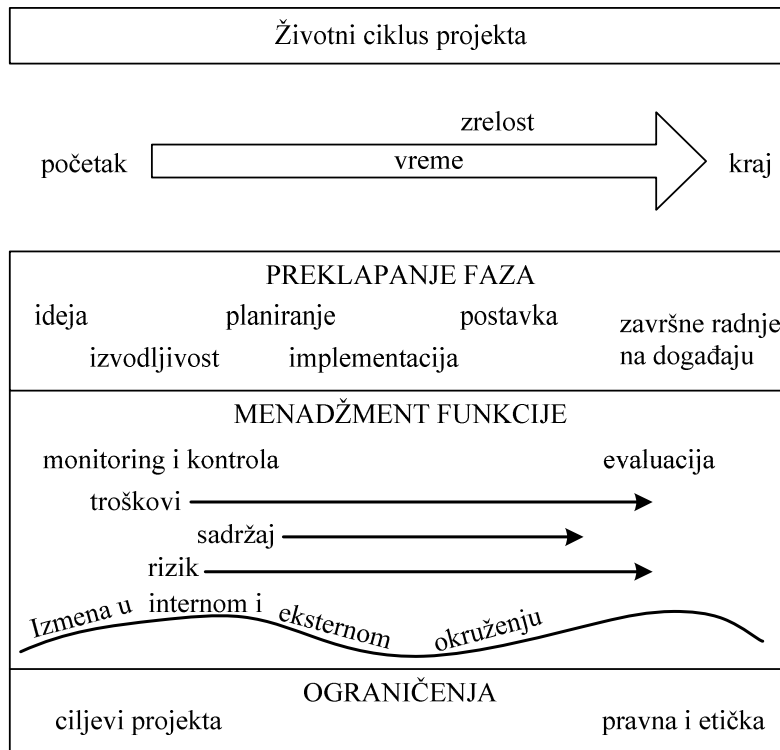 Životni ciklus projekta
zrelost
početak vreme kraj
PREKLAPANJE FAZA
ideja planiranje postavka završne radnje
izvodljivost implementacija na događaju
MENADŽMENT FUNKCIJE
monitoring i kontrola evaluacija
troškovi
sadržaj
rizik
Izmena u internom i eksternom okruženju
OGRANIČENJA
ciljevi projekta pravna i etička